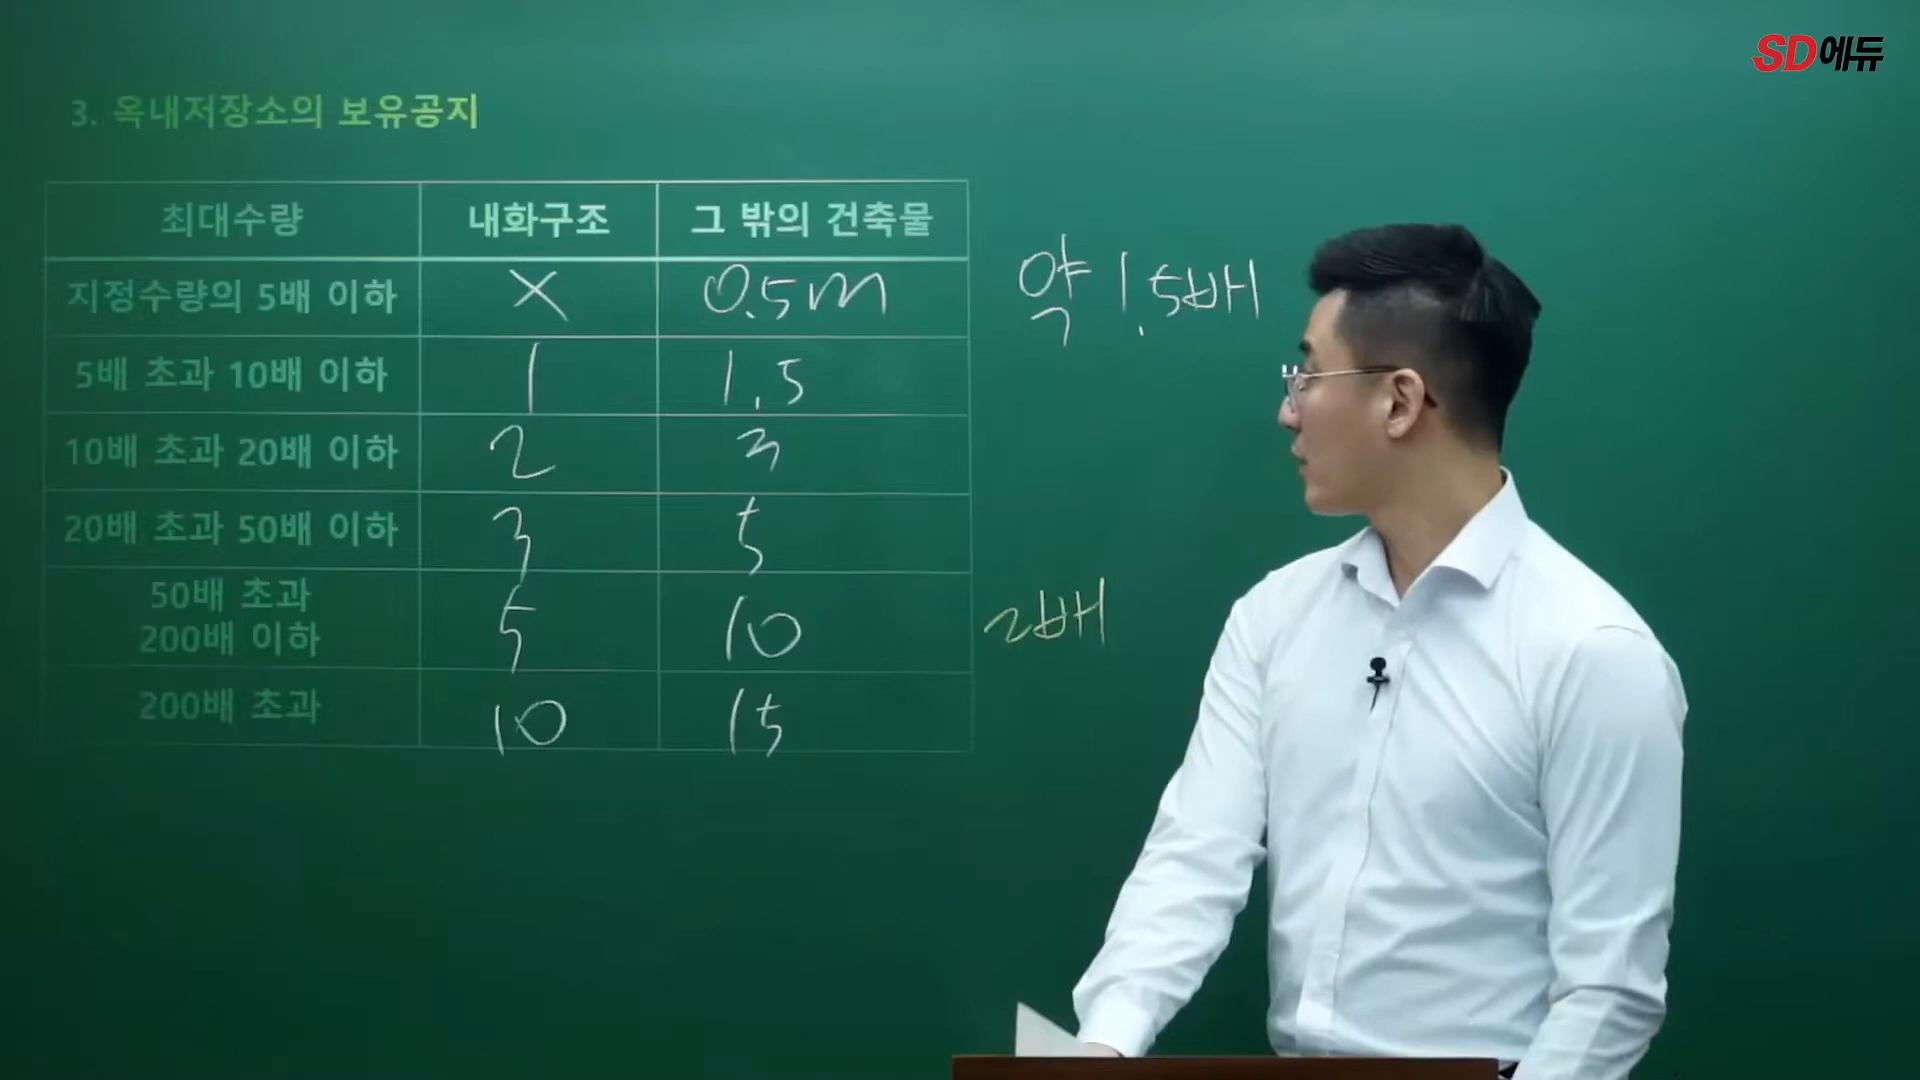 SD에듀
3. 옥내저장소의 보유공지
최대수량 내화구조 그 밖의 건축물
지정수량의 5배 이하 X 0.5m
약 1.5배
5배 초과 10배 이하 1 1.5
10배 초과 20배 이하 2 3
20배 초과 50배 이하 3 5
50배 초과
200배 이하 5 10
2배
200배 초과 10 15